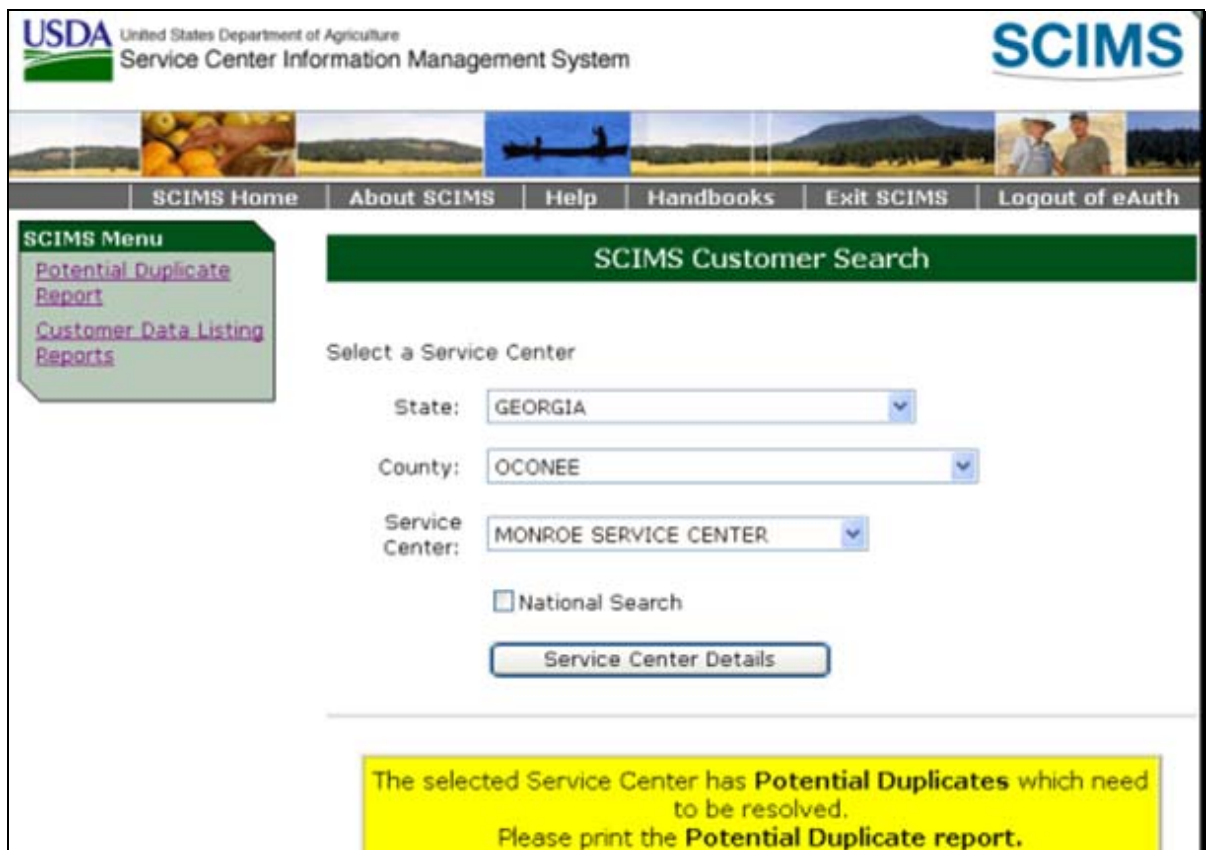 USDA United States Department of Agriculture
Service Center Information Management System
SCIMS
SCIMS Home About SCIMS Help Handbooks Exit SCIMS Logout of eAuth
SCIMS Menu
Potential Duplicate
Report
Customer Data Listing
Reports
SCIMS Customer Search
Select a Service Center
State: GEORGIA
County: OCONEE
Service
Center: MONROE SERVICE CENTER
National Search
Service Center Details
The selected Service Center has Potential Duplicates which need
to be resolved.
Please print the Potential Duplicate report.